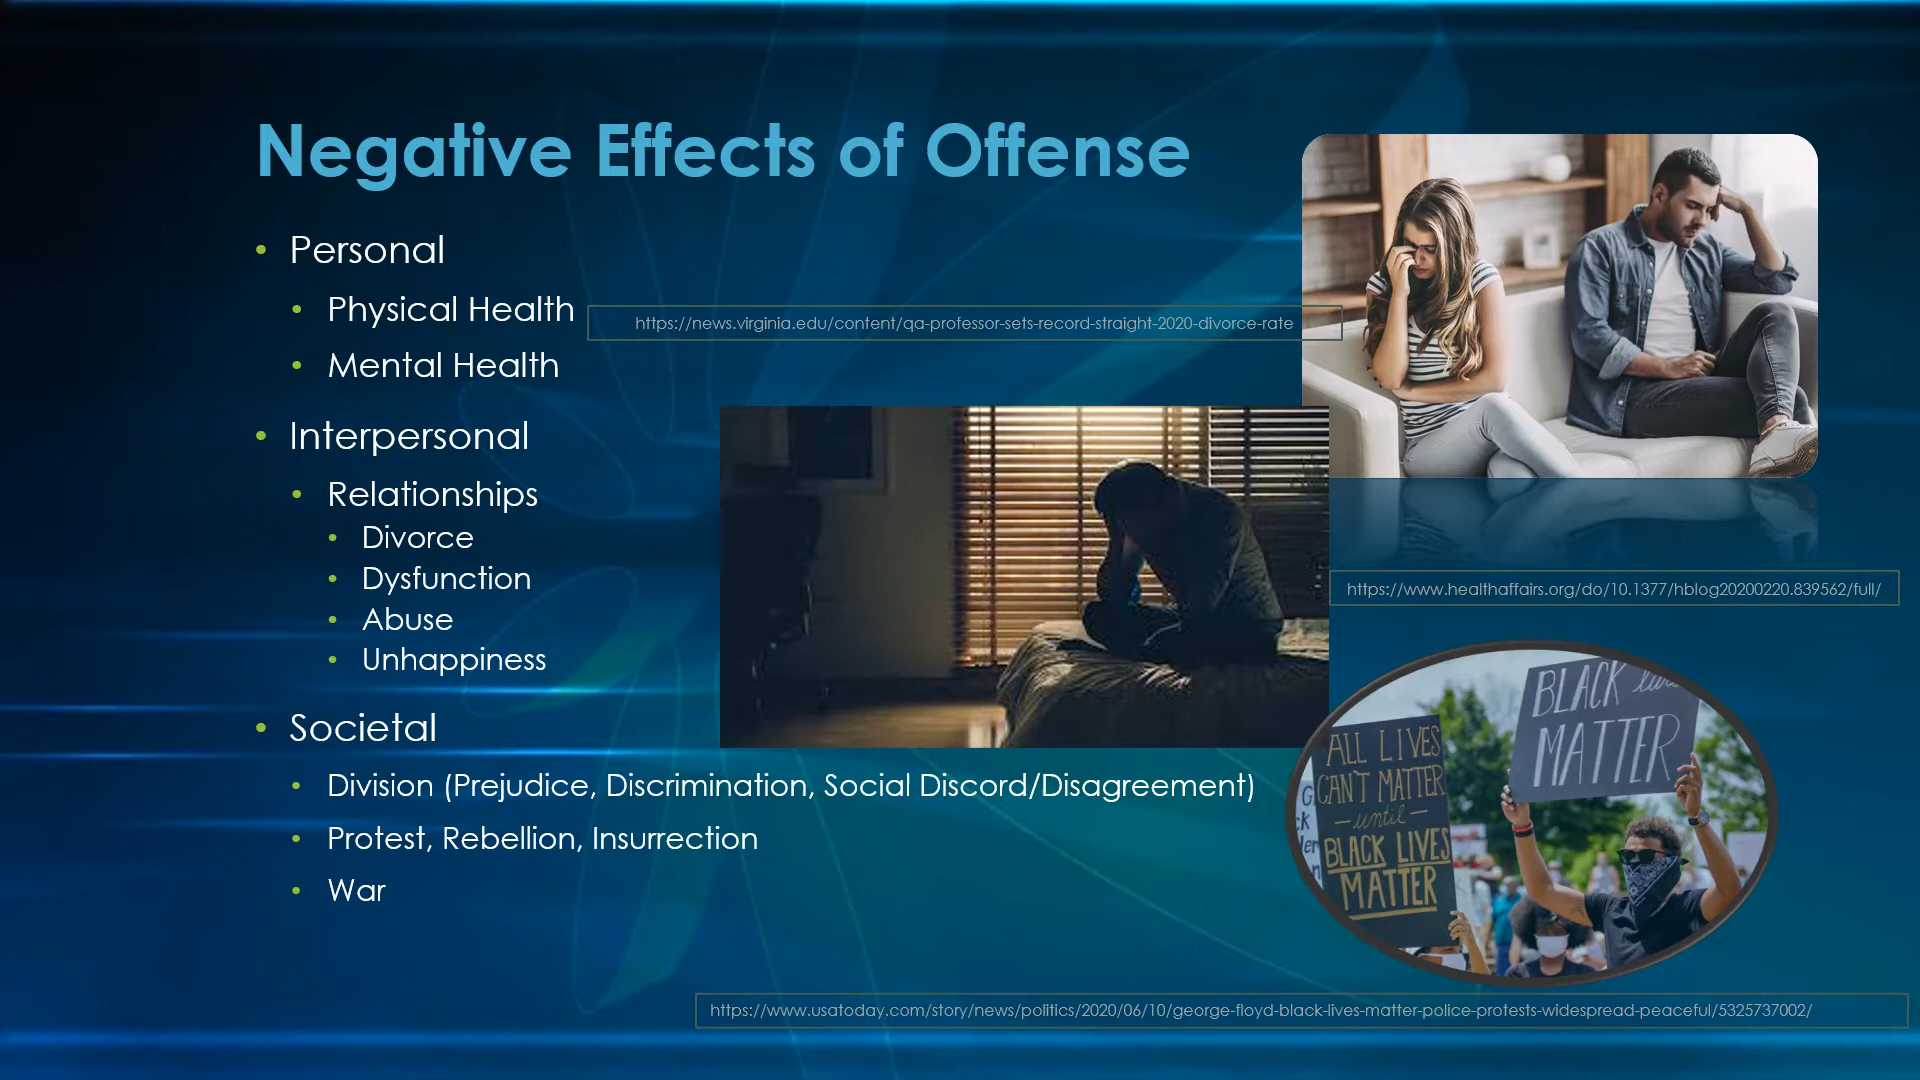 Negative Effects of Offense
• Personal
• Physical Health
https://news.virginia.edu/content/qa-professor-sets-record-straight-2020-divorce-rate
• Mental Health
• Interpersonal
• Relationships
• Divorce
• Dysfunction
• Abuse
• Unhappiness
https://www.healthaffairs.org/do/10.1377/hblog20200220.839562/full/
• Societal
• Division (Prejudice, Discrimination, Social Discord/Disagreement)
• Protest, Rebellion, Insurrection
• War
ALL LIVES
CAN'T MATTER
— until —
BLACK LIVES
MATTER
BLACK
MATTER
https://www.usatoday.com/story/news/politics/2020/06/10/george-floyd-black-lives-matter-police-protests-widespread-peaceful/5325737002/